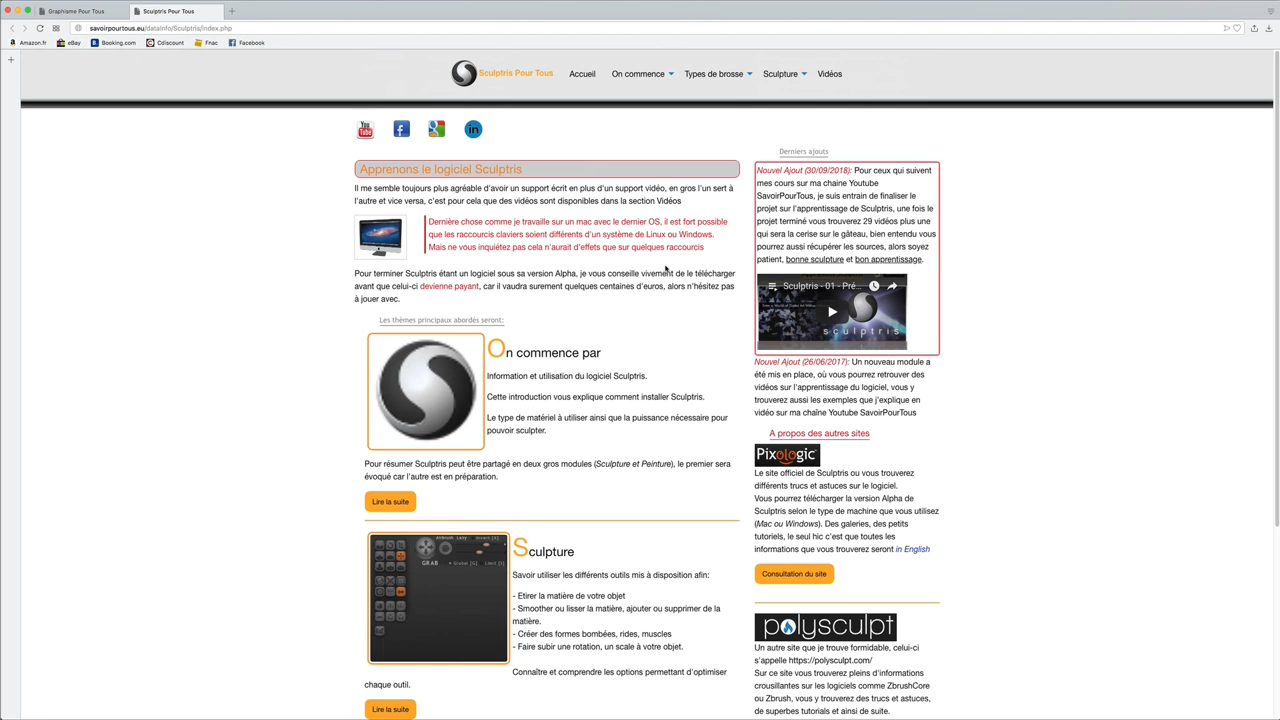 Graphisme Pour Tous
Sculptris Pour Tous
savoirpourtous.eu/datainfo/Sculptris/index.php
Amazon.fr eBay Booking.com Cdiscount Fnac Facebook
Sculptris Pour Tous
Accueil On commence Types de brosse Sculpture Vidéos
Apprenons le logiciel Sculptris
Il me semble toujours plus agréable d'avoir un support écrit en plus d'un support vidéo, en gros l'un sert à
l'autre et vice versa, c'est pour cela que des vidéos sont disponibles dans la section Vidéos
Dernière chose comme je travaille sur un mac avec le dernier OS, il est fort possible
que les raccourcis claviers soient différents d'un système de Linux ou Windows.
Mais ne vous inquiétez pas cela n'aurait d'effets que sur quelques raccourcis
Pour terminer Sculptris étant un logiciel sous sa version Alpha, je vous conseille vivement de le télécharger
avant que celui-ci devienne payant, car il vaudra surement quelques centaines d'euros, alors n'hésitez pas
à jouer avec.
Les thèmes principaux abordés seront:
On commence par
Information et utilisation du logiciel Sculptris.
Cette introduction vous explique comment installer Sculptris.
Le type de matériel à utiliser ainsi que la puissance nécessaire pour
pouvoir sculpter.
Pour résumer Sculptris peut être partagé en deux gros modules (Sculpture et Peinture), le premier sera
évoqué car l'autre est en préparation.
Lire la suite
GRAB
Sculpture
Savoir utiliser les différents outils mis à disposition afin:
- Etirer la matière de votre objet
- Smoother ou lisser la matière, ajouter ou supprimer de la
matière.
- Créer des formes bombées, rides, muscles
- Faire subir une rotation, un scale à votre objet.
Connaître et comprendre les options permettant d'optimiser
chaque outil.
Lire la suite
Derniers ajouts
Nouvel Ajout (30/09/2018): Pour ceux qui suivent
mes cours sur ma chaine Youtube
SavoirPourTous, je suis entrain de finaliser le
projet sur l'apprentissage de Sculptris, une fois le
projet terminé vous trouverez 29 vidéos plus une
qui sera la cerise sur le gâteau, bien entendu vous
pourrez aussi récupérer les sources, alors soyez
patient, bonne sculpture et bon apprentissage.
Sculptris - 01 - Pré...
sculptris
Nouvel Ajout (26/06/2017): Un nouveau module a
été mis en place, où vous pourrez retrouver des
vidéos sur l'apprentissage du logiciel, vous y
trouverez aussi les exemples que j'explique en
vidéo sur ma chaîne Youtube SavoirPourTous
A propos des autres sites
Pixologic
Le site officiel de Sculptris ou vous trouverez
différents trucs et astuces sur le logiciel.
Vous pourrez télécharger la version Alpha de
Sculptris selon le type de machine que vous utilisez
(Mac ou Windows). Des galeries, des petits
tutoriels, le seul hic c'est que toutes les
informations que vous trouverez seront in English
Consultation du site
polysculpt
Un autre site que je trouve formidable, celui-ci
s'appelle https://polysculpt.com/
Sur ce site vous trouverez pleins d'informations
crousillantes sur les logiciels comme ZbrushCore
ou Zbrush, vous y trouvez des trucs et astuces,
de superbes tutorials et ainsi de suite.